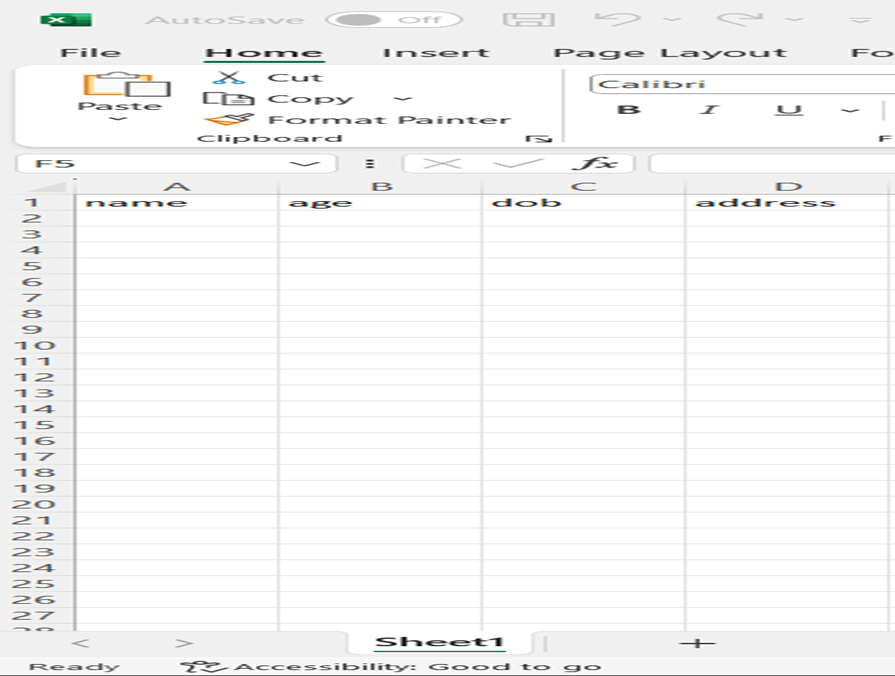 AutoSave Off
File Home Insert Page Layout Fo
Paste
Cut
Copy
Format Painter
Clipboard
Calibri
B I U
F
F5 fx
A B C D
1 name age dob address
2
3
4
5
6
7
8
9
10
11
12
13
14
15
16
17
18
19
20
21
22
23
24
25
26
27
28
Sheet1
Ready Accessibility: Good to go